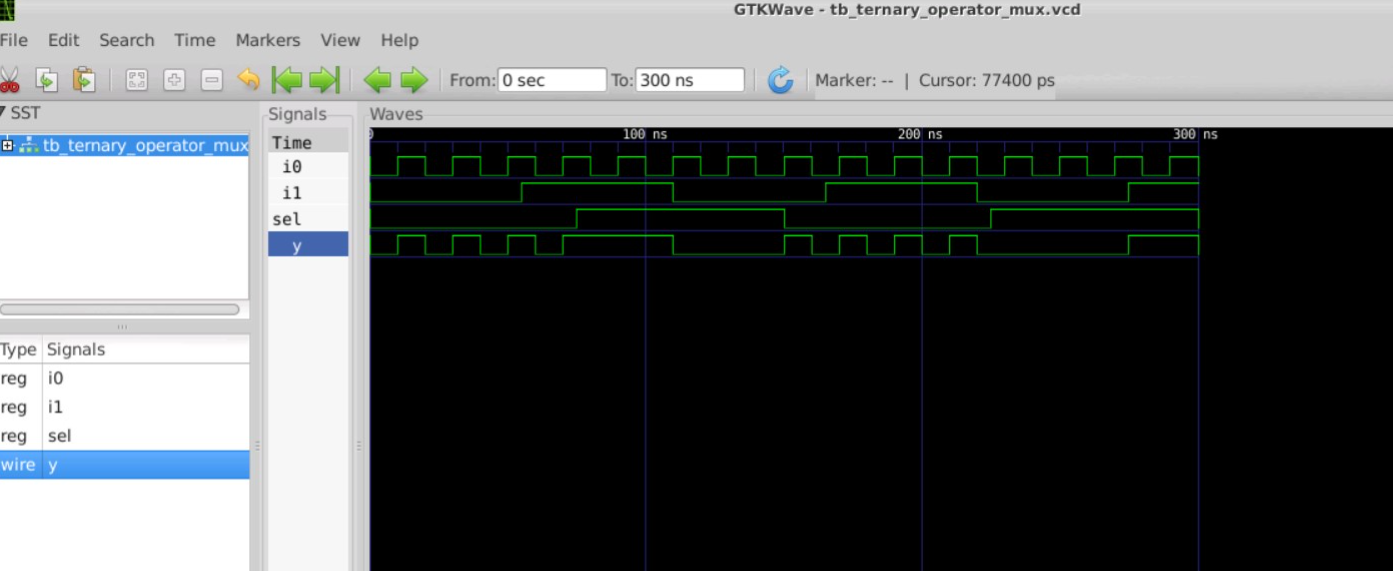 GTKWave - tb_ternary_operator_mux.vcd
File Edit Search Time Markers View Help
From: 0 sec To: 300 ns Marker: -- | Cursor: 77400 ps
SST
tb_ternary_operator_mux
Type Signals
reg i0
reg i1
reg sel
wire y
Signals
Time
i0
i1
sel
y
Waves
0 100 ns 200 ns 300 ns